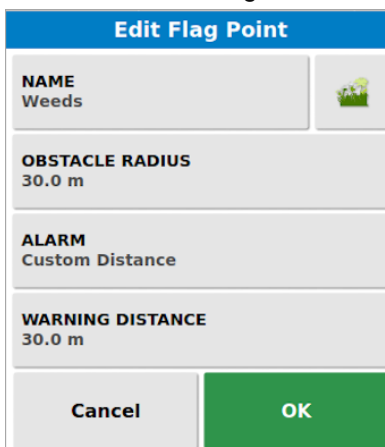 Edit Flag Point
NAME
Weeds
OBSTACLE RADIUS
30.0 m
ALARM
Custom Distance
WARNING DISTANCE
30.0 m
Cancel
OK